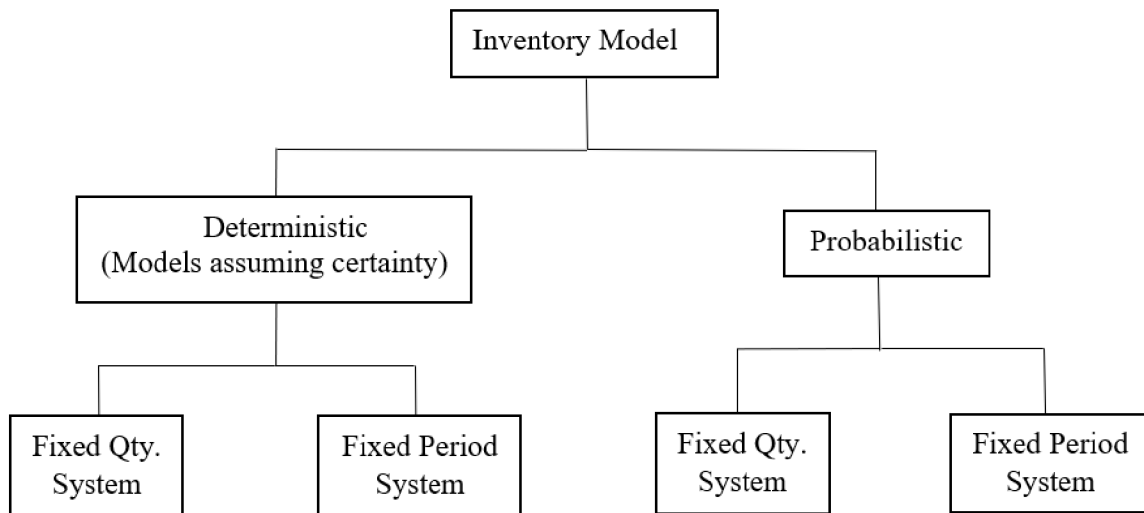 Inventory Model
Deterministic
(Models assuming certainty)
Probabilistic
Fixed Qty.
System
Fixed Period
System
Fixed Qty.
System
Fixed Period
System